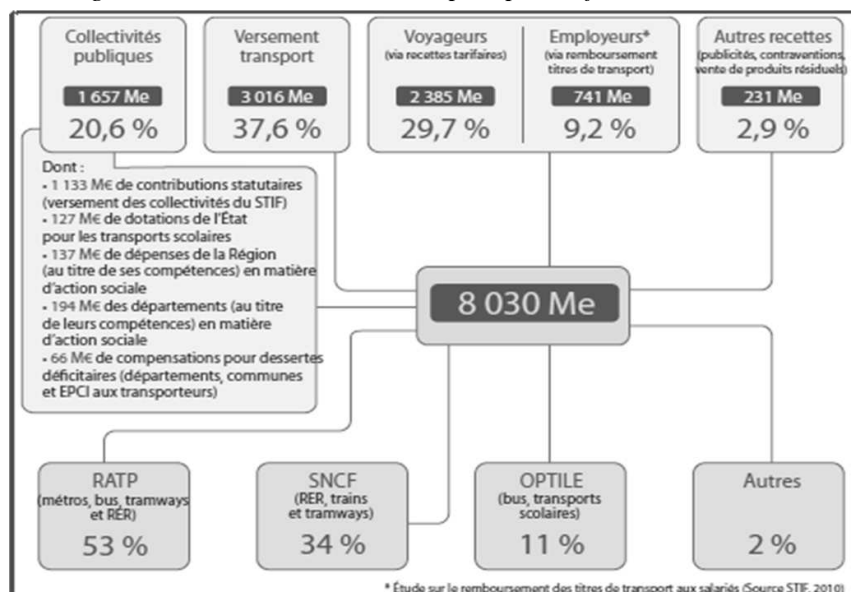 Collectivités
publiques
1 657 Me
20,6 %
Versement
transport
3 016 Me
37,6 %
Voyageurs
(via recettes tarifaires)
2 385 Me
29,7 %
Employeurs*
(via remboursement
titres de transport)
741 Me
9,2 %
Autres recettes
(publicités, contraventions,
vente de produits résiduels)
231 Me
2,9 %
Dont :
• 1 133 M€ de contributions statutaires
(versement des collectivités du STIF)
• 127 M€ de dotations de l'État
pour les transports scolaires
• 137 M€ de dépenses de la Région
(au titre de ses compétences) en matière
d'action sociale
• 194 M€ des départements (au titre
de leurs compétences) en matière
d'action sociale
• 66 M€ de compensations pour dessertes
déficitaires (départements, communes
et EPCI aux transporteurs)
8 030 Me
RATP
(métros, bus, tramways
et RER)
53 %
SNCF
(RER, trains
et tramways)
34 %
OPTILE
(bus, transports
scolaires)
11 %
Autres
2 %
* Étude sur le remboursement des titres de transport aux salariés (Source STIF, 2010)